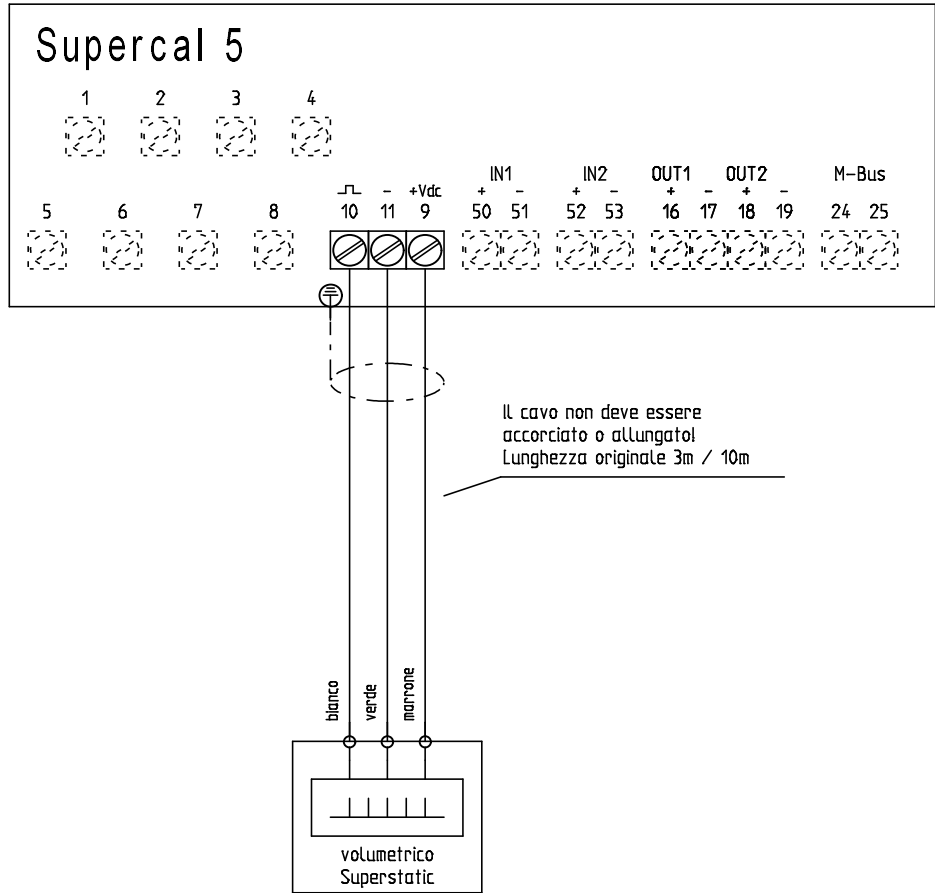 Supercal 5
1 2 3 4
IN1 IN2 OUT1 OUT2 M-Bus
- +Vdc + - + - + - + -
5 6 7 8 10 11 9 50 51 52 53 16 17 18 19 24 25
Il cavo non deve essere
accorciato o allungato!
Lunghezza originale 3m / 10m
bianco
verde
marrone
volumetrico
Superstatic